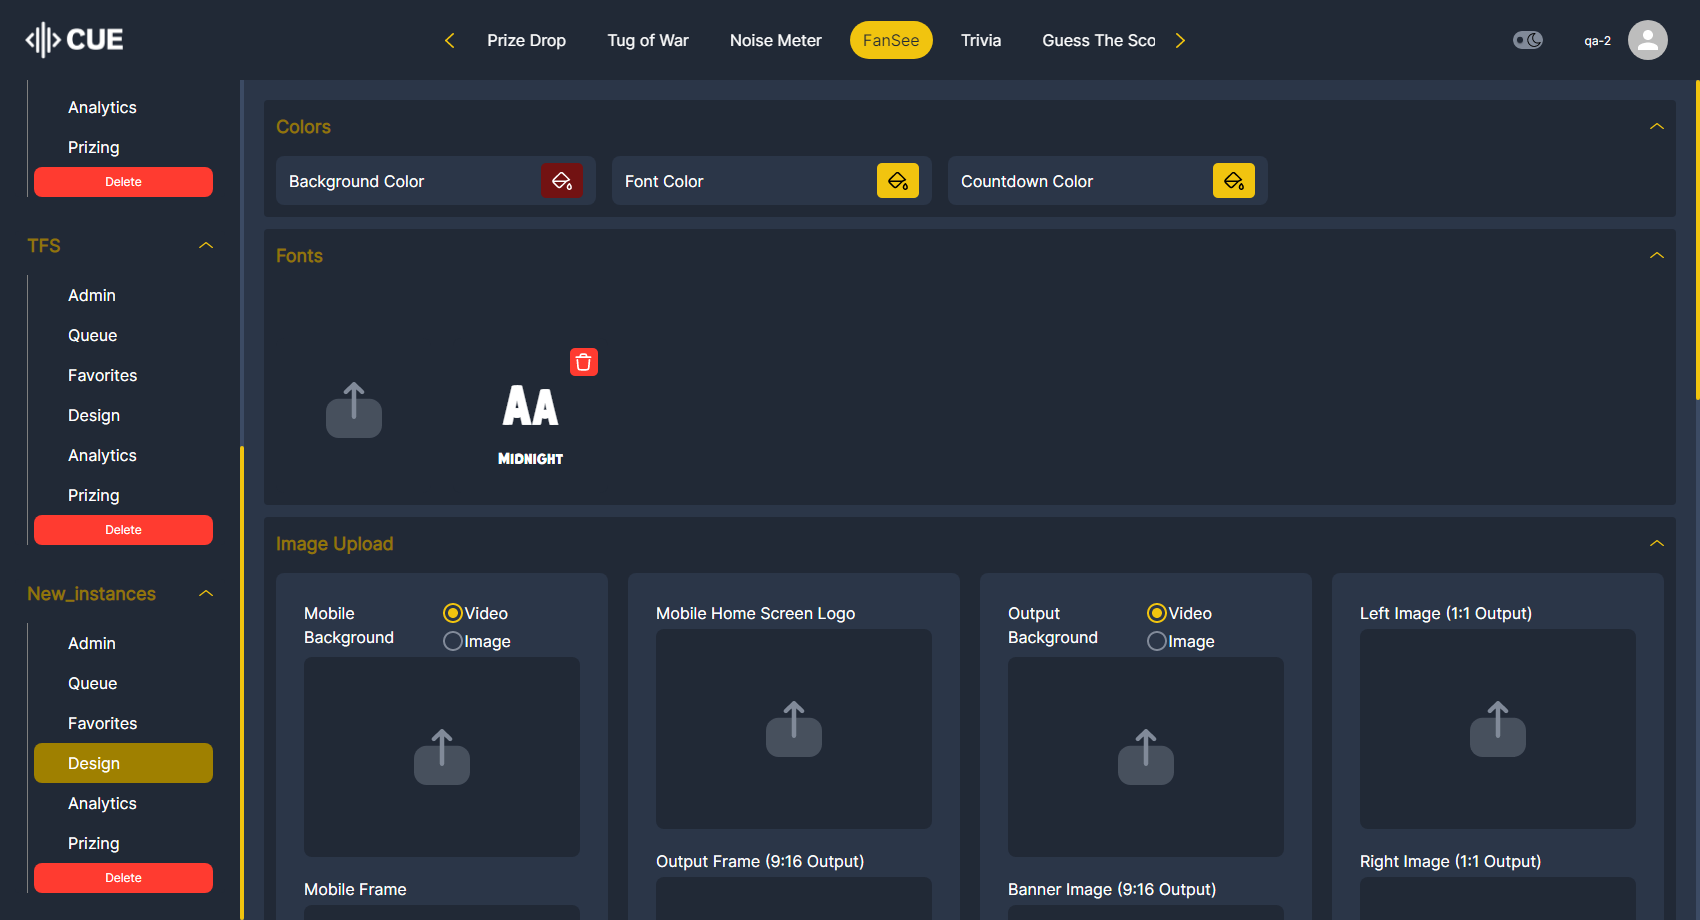 CUE
Prize Drop
Tug of War
Noise Meter
FanSee
Trivia
Guess The Sco
qa-2
Analytics
Prizing
Delete
TFS
Admin
Queue
Favorites
Design
Analytics
Prizing
Delete
New_instances
Admin
Queue
Favorites
Design
Analytics
Prizing
Delete
Colors
Background Color
Font Color
Countdown Color
Fonts
AA
MIDNIGHT
Image Upload
Mobile
Background
Video
Image
Mobile Home Screen Logo
Output
Background
Video
Image
Left Image (1:1 Output)
Output Frame (9:16 Output)
Right Image (1:1 Output)
Mobile Frame
Banner Image (9:16 Output)